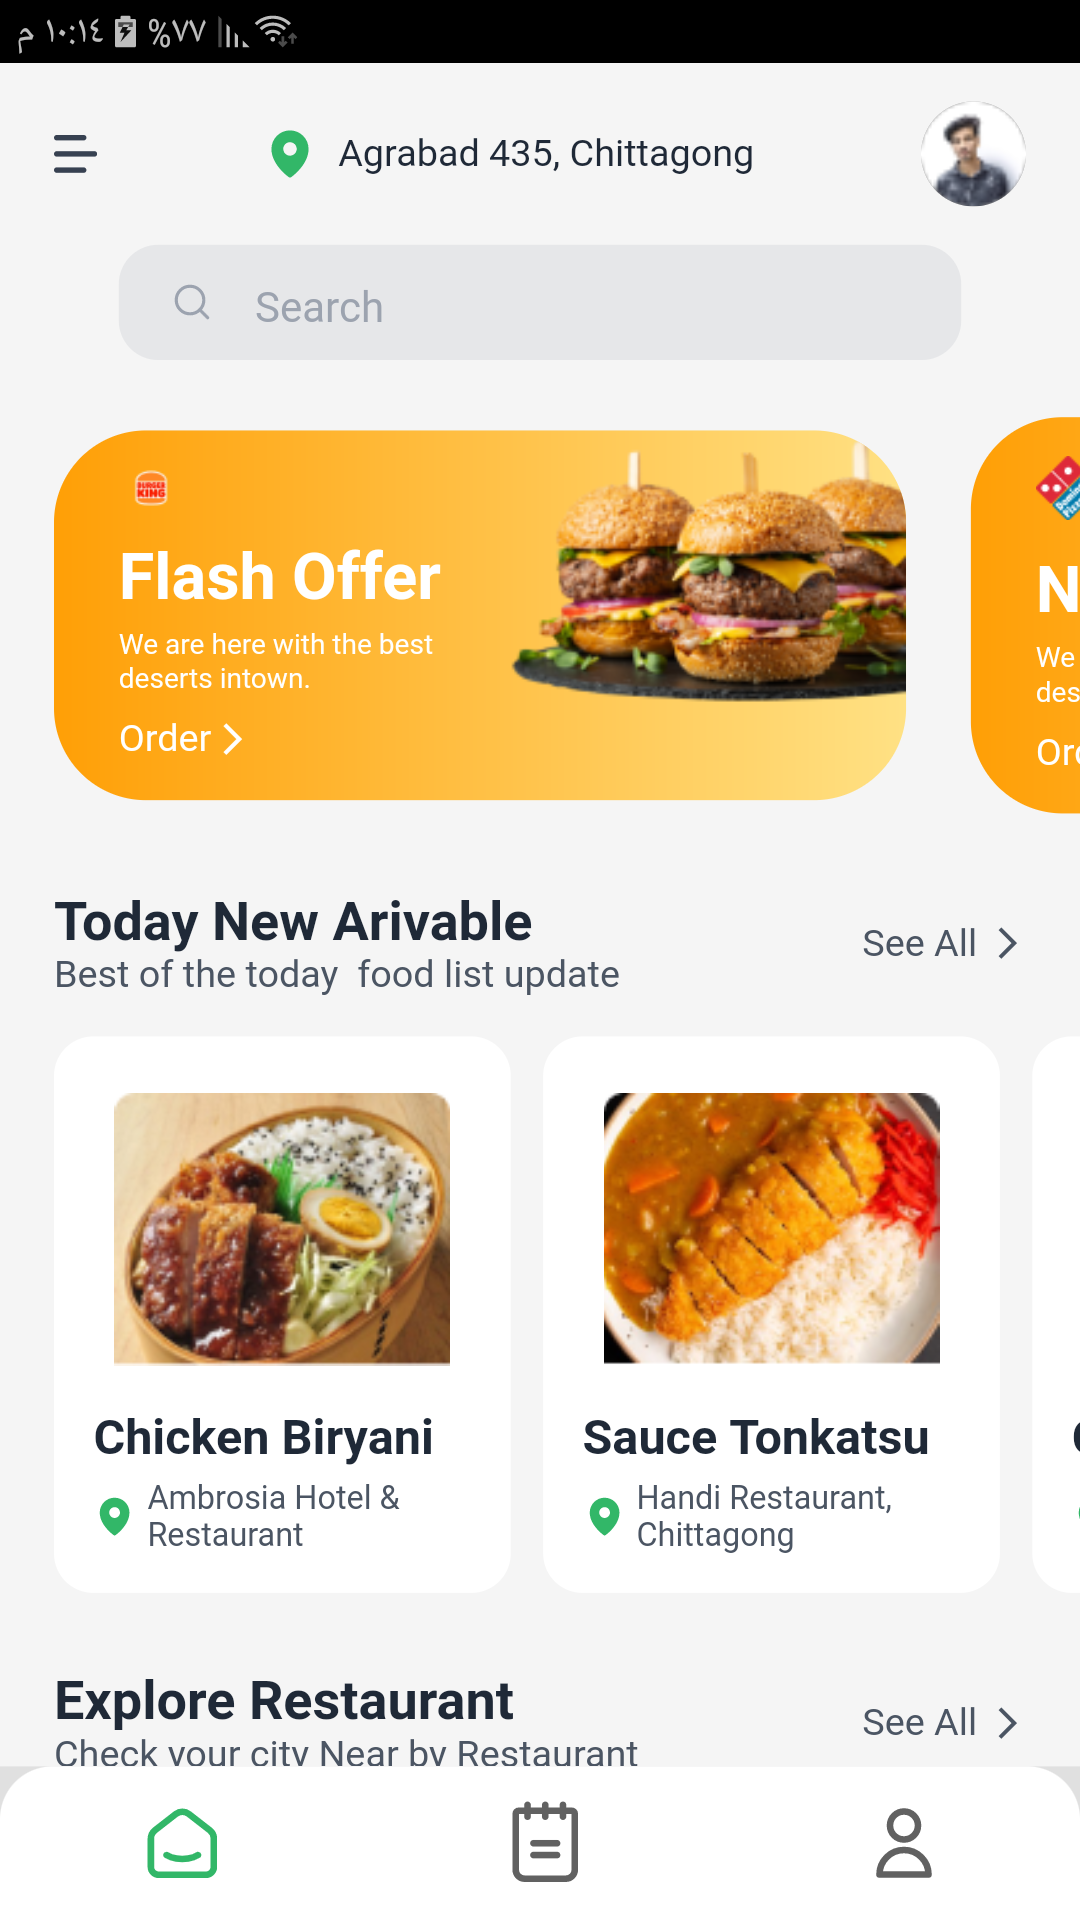 م ١٠:١٤ %٧٧
Agrabad 435, Chittagong
Search
BURGER
KING
Flash Offer
We are here with the best
deserts intown.
Order
N
We
des
Today New Arivable
Best of the today  food list update
See All
Chicken Biryani
Ambrosia Hotel &
Restaurant
Sauce Tonkatsu
Handi Restaurant,
Chittagong
Explore Restaurant
Check your city Near by Restaurant
See All